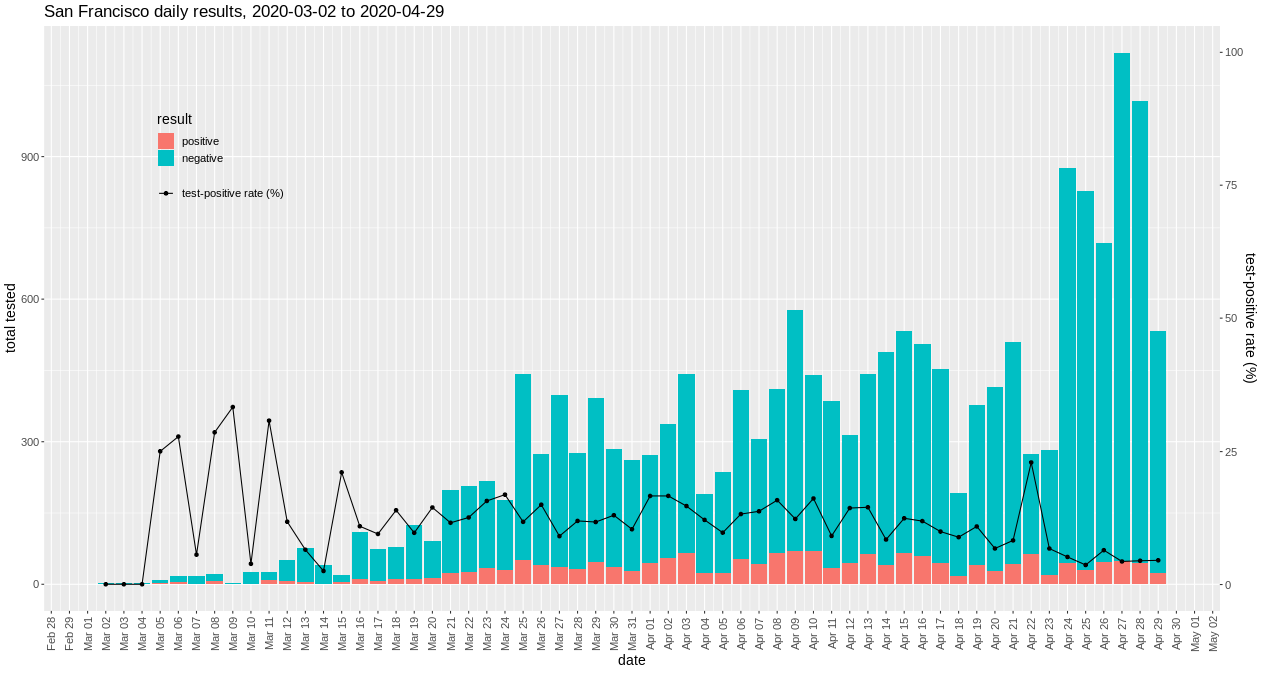 San Francisco daily results, 2020-03-02 to 2020-04-29
result
positive
negative
test-positive rate (%)
total tested
900
600
300
0
100
75
50
25
0
test-positive rate (%)
Feb 28
Feb 29
Mar 01
Mar 02
Mar 03
Mar 04
Mar 05
Mar 06
Mar 07
Mar 08
Mar 09
Mar 10
Mar 11
Mar 12
Mar 13
Mar 14
Mar 15
Mar 16
Mar 17
Mar 18
Mar 19
Mar 20
Mar 21
Mar 22
Mar 23
Mar 24
Mar 25
Mar 26
Mar 27
Mar 28
Mar 29
Mar 30
Mar 31
Apr 01
Apr 02
Apr 03
Apr 04
Apr 05
Apr 06
Apr 07
Apr 08
Apr 09
Apr 10
Apr 11
Apr 12
Apr 13
Apr 14
Apr 15
Apr 16
Apr 17
Apr 18
Apr 19
Apr 20
Apr 21
Apr 22
Apr 23
Apr 24
Apr 25
Apr 26
Apr 27
Apr 28
Apr 29
Apr 30
May 01
May 02
date